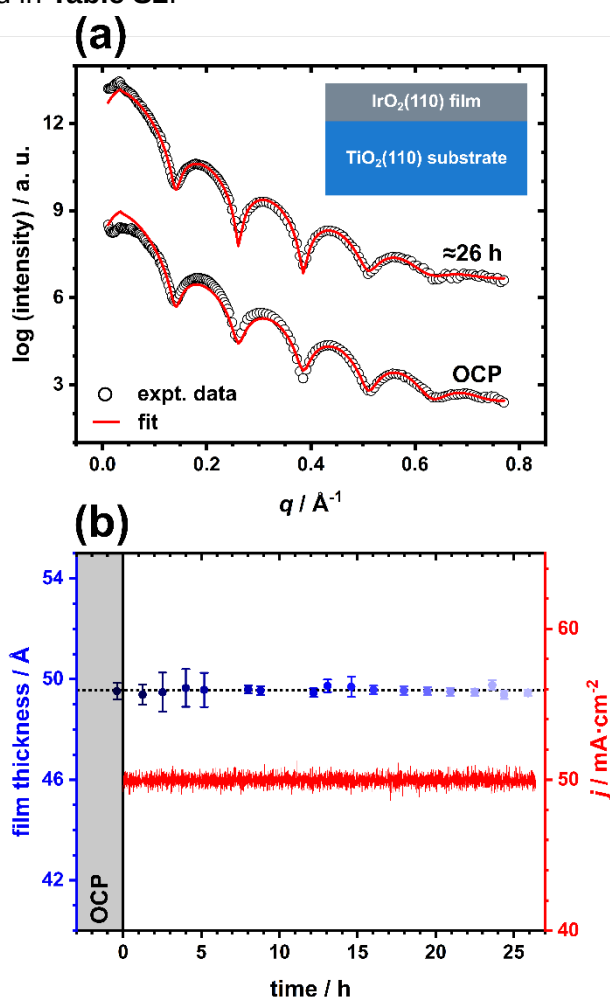 d in Table S2.
(a)
log (intensity) / a. u.
12
9
6
3
IrO₂(110) film
TiO₂(110) substrate
≈26 h
OCP
expt. data
fit
0.0 0.2 0.4 0.6 0.8
q / Å⁻¹
(b)
film thickness / Å
54
50
46
42
OCP
60
50
40
j / mA·cm⁻²
0 5 10 15 20 25
time / h